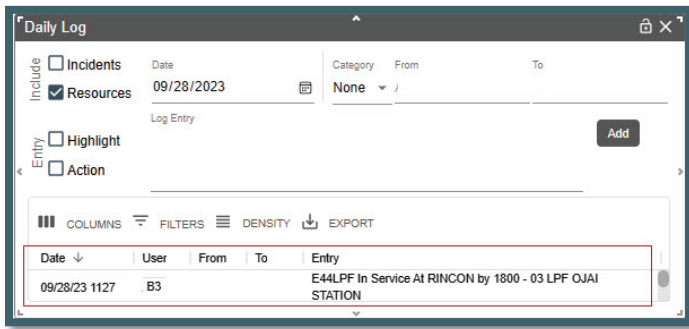 Daily Log
Include
Incidents
Resources
Date
09/28/2023
Category
None
From
/
To
Entry
Highlight
Action
Log Entry
Add
COLUMNS FILTERS DENSITY EXPORT
Date User From To Entry
09/28/23 1127 B3 E44LPF In Service At RINCON by 1800 - 03 LPF OJAI
STATION